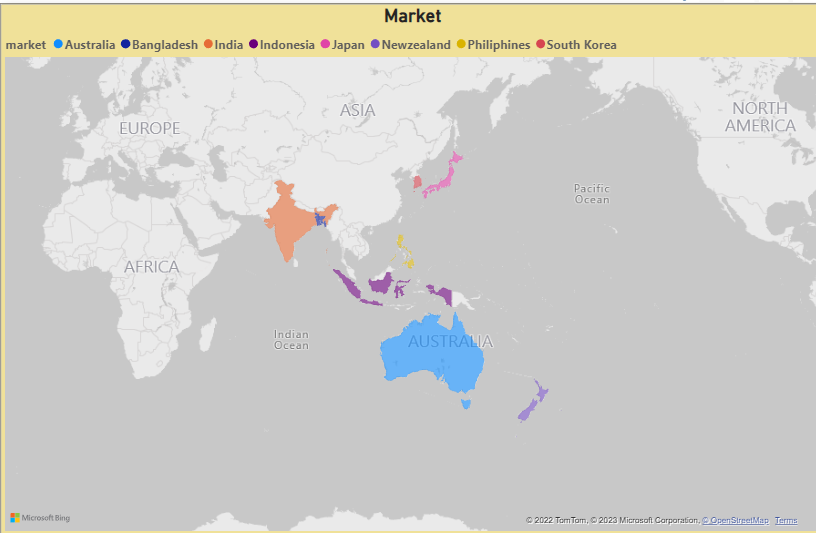 Market
market Australia Bangladesh India Indonesia Japan Newzealand Philiphines South Korea
ASIA
EUROPE
NORTH
AMERICA
Pacific
Ocean
AFRICA
Indian
Ocean
AUSTRALIA
Microsoft Bing
© 2022 TomTom, © 2023 Microsoft Corporation, © OpenStreetMap Terms